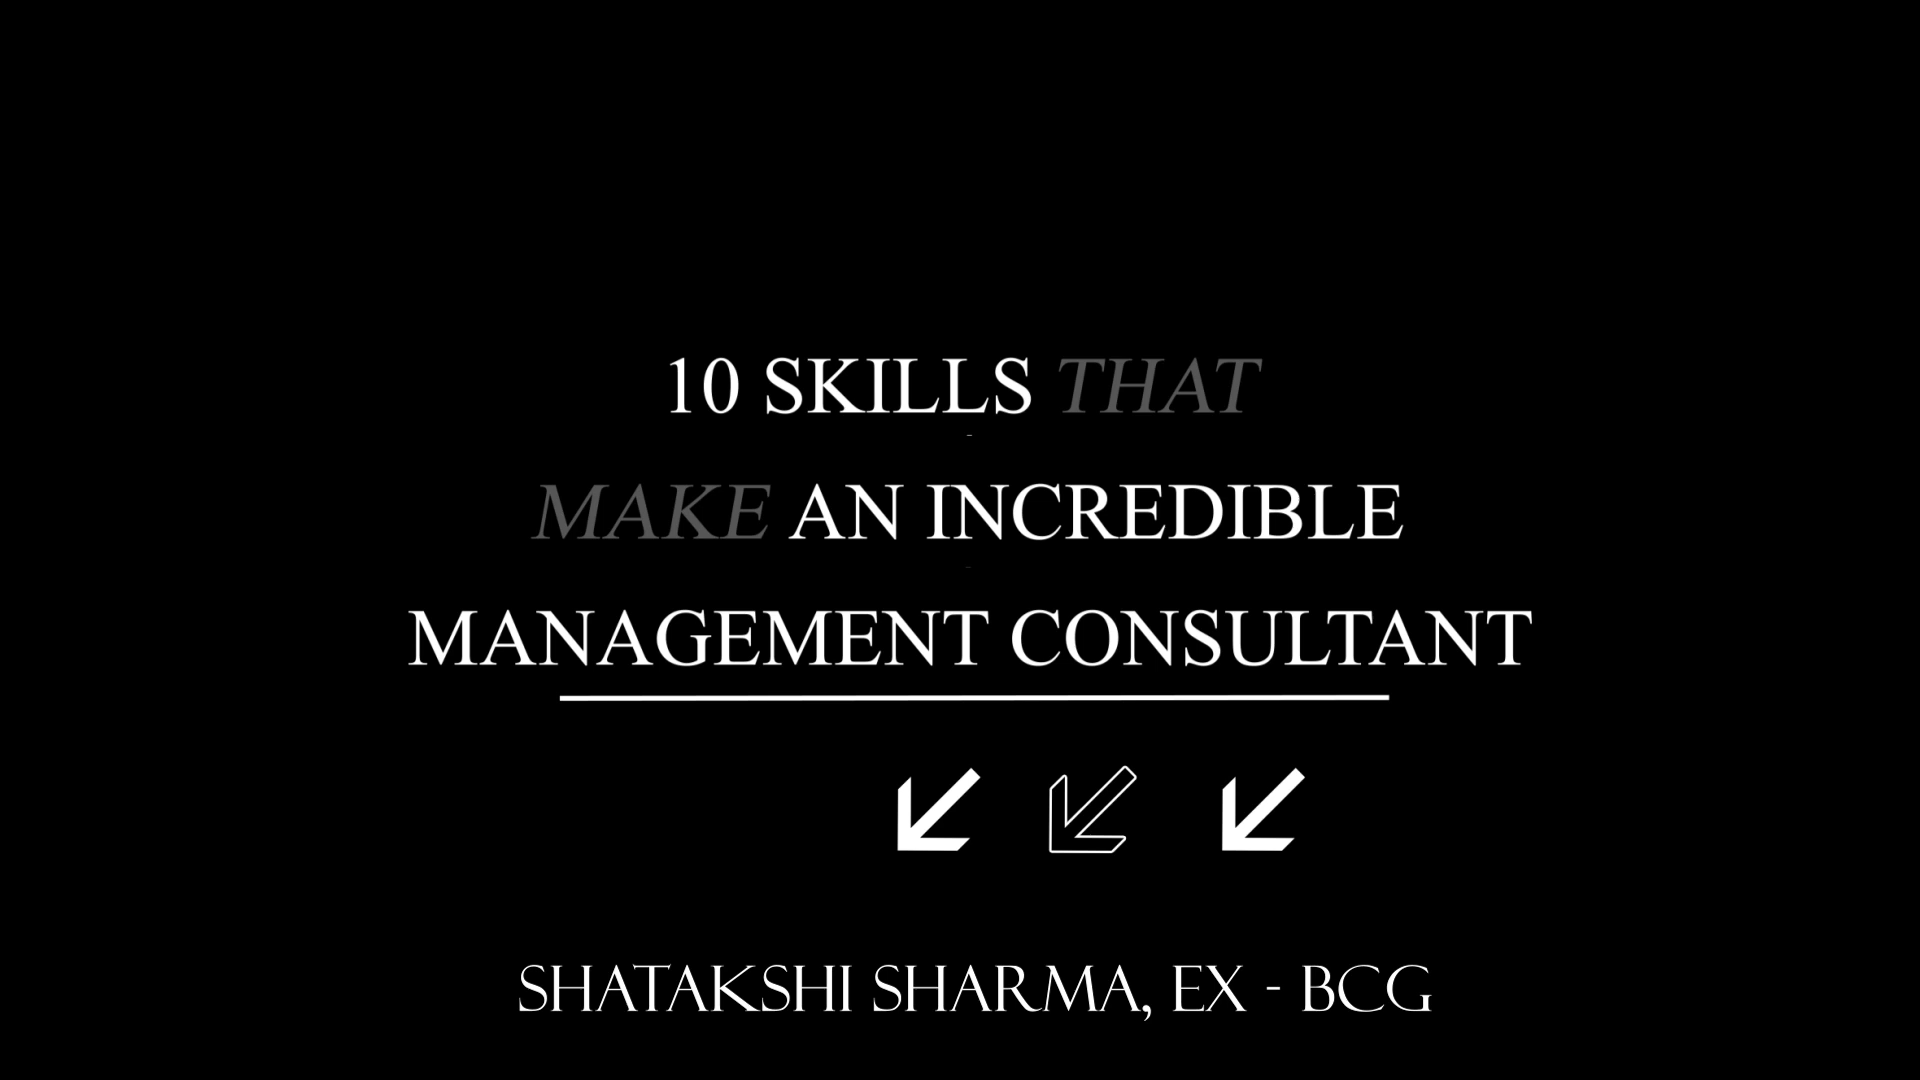 10 SKILLS THAT
MAKE AN INCREDIBLE
MANAGEMENT CONSULTANT
SHATAKSHI SHARMA, EX - BCG